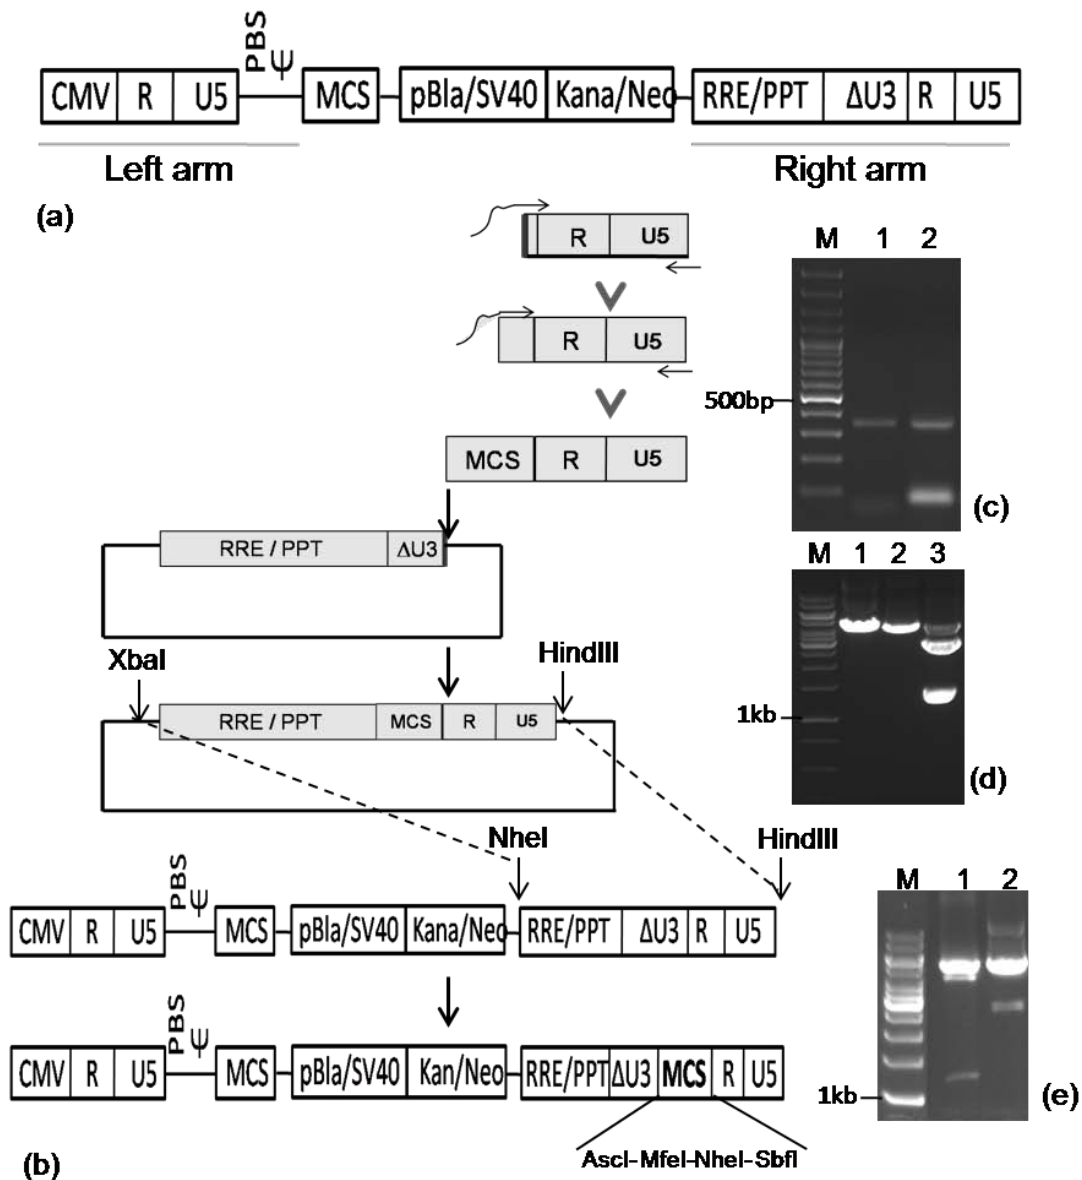 PBS
Ψ
CMV R U5 MCS pBla/SV40 Kana/Neo RRE/PPT ΔU3 R U5
Left arm Right arm
(a)
R U5
R U5
MCS R U5
RRE / PPT ΔU3
XbaI HindIII
RRE / PPT MCS R U5
NheI HindIII
PBS
Ψ
CMV R U5 MCS pBla/SV40 Kana/Neo RRE/PPT ΔU3 R U5
PBS
Ψ
CMV R U5 MCS pBla/SV40 Kan/Neo RRE/PPT ΔU3 MCS R U5
AscI-MfeI-NheI-SbfI
(b)
M 1 2
500bp
(c)
M 1 2 3
1kb
(d)
M 1 2
1kb
(e)